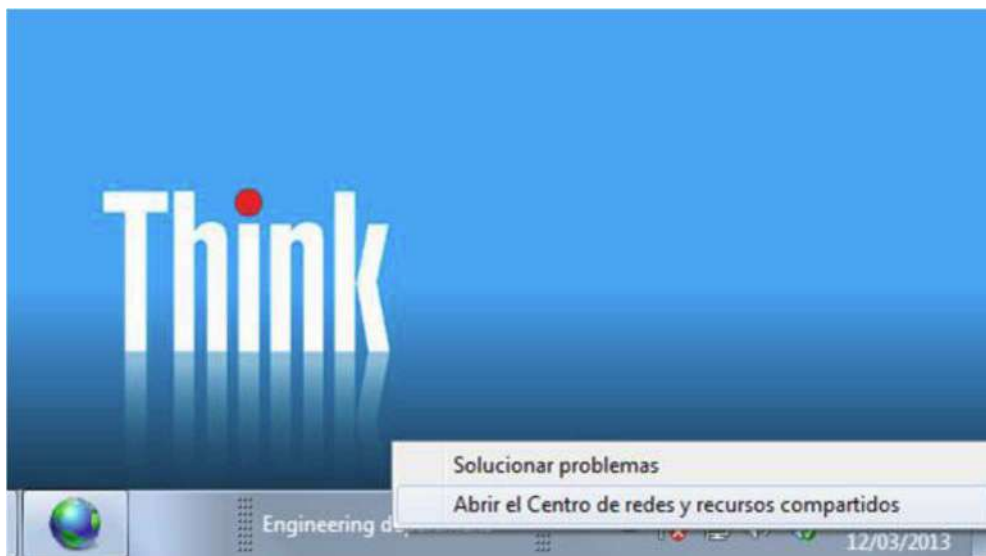 Think
Solucionar problemas
Abrir el Centro de redes y recursos compartidos
Engineering
12/03/2013